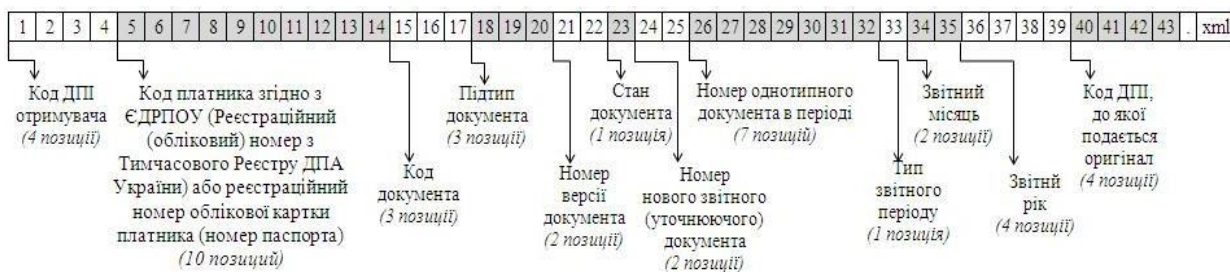 1 2 3 4 5 6 7 8 9 10 11 12 13 14 15 16 17 18 19 20 21 22 23 24 25 26 27 28 29 30 31 32 33 34 35 36 37 38 39 40 41 42 43 . xml
Код ДПІ
отримувача
(4 позиції)
Код платника згідно з
ЄДРПОУ (Реєстраційний
(обліковий) номер з
Тимчасового Реєстру ДПА
України) або реєстраційний
номер облікової картки
платника (номер паспорта)
(10 позиций)
Код
документа
(3 позиції)
Підтип
документа
(3 позиції)
Номер
версії
документа
(2 позиції)
Стан
документа
(1 позиція)
Номер
нового звітного
(уточнюючого)
документа
(2 позиції)
Номер однотипного
документа в періоді
(7 позицій)
Тип
звітного
періоду
(1 позиція)
Звітний
місяць
(2 позиції)
Звітнй
рік
(4 позиції)
Код ДПІ,
до якої
подається
оригінал
(4 позиції)